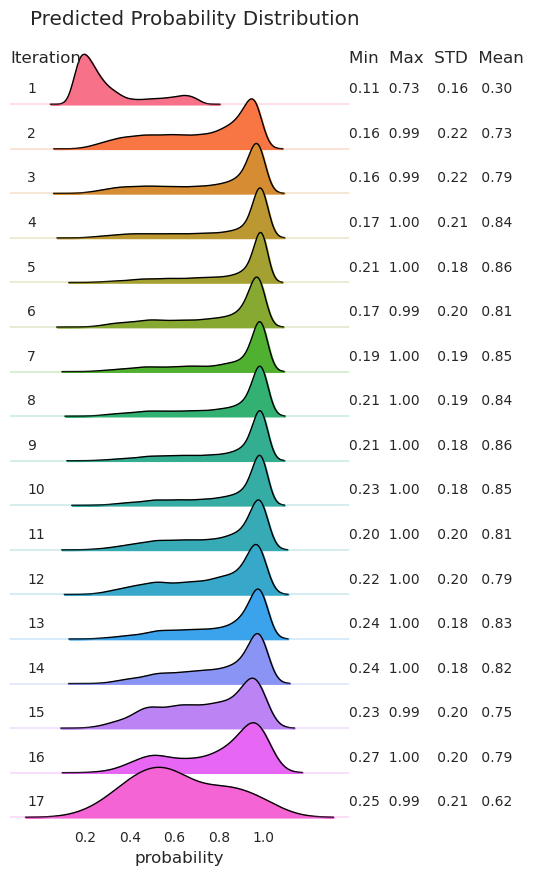 Predicted Probability Distribution
Iteration Min Max STD Mean
1 0.11 0.73 0.16 0.30
2 0.16 0.99 0.22 0.73
3 0.16 0.99 0.22 0.79
4 0.17 1.00 0.21 0.84
5 0.21 1.00 0.18 0.86
6 0.17 0.99 0.20 0.81
7 0.19 1.00 0.19 0.85
8 0.21 1.00 0.19 0.84
9 0.21 1.00 0.18 0.86
10 0.23 1.00 0.18 0.85
11 0.20 1.00 0.20 0.81
12 0.22 1.00 0.20 0.79
13 0.24 1.00 0.18 0.83
14 0.24 1.00 0.18 0.82
15 0.23 0.99 0.20 0.75
16 0.27 1.00 0.20 0.79
17 0.25 0.99 0.21 0.62
0.2 0.4 0.6 0.8 1.0
probability